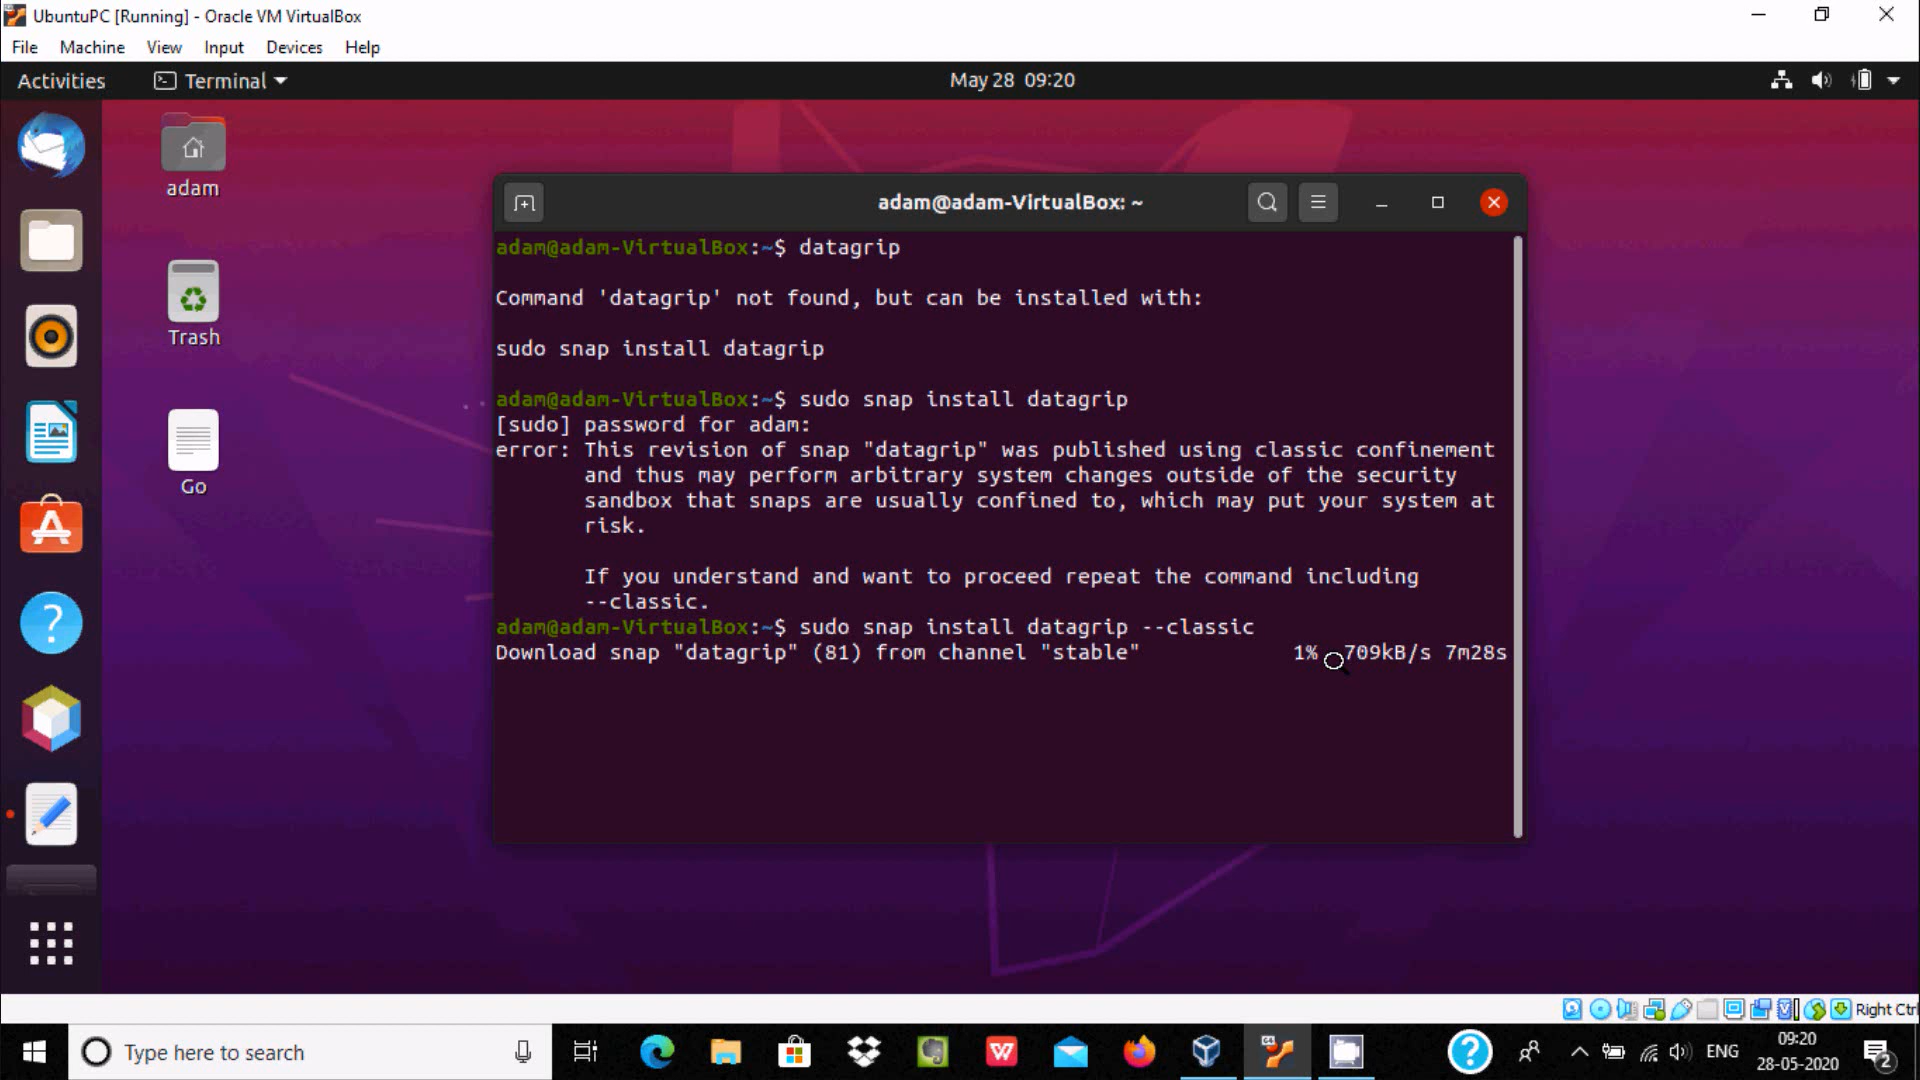 UbuntuPC [Running] - Oracle VM VirtualBox
File Machine View Input Devices Help
Activities Terminal May 28 09:20
adam
Trash
Go
adam@adam-VirtualBox: ~
adam@adam-VirtualBox:~$ datagrip
Command 'datagrip' not found, but can be installed with:
sudo snap install datagrip
adam@adam-VirtualBox:~$ sudo snap install datagrip
[sudo] password for adam:
error: This revision of snap "datagrip" was published using classic confinement
and thus may perform arbitrary system changes outside of the security
sandbox that snaps are usually confined to, which may put your system at
risk.
If you understand and want to proceed repeat the command including
--classic.
adam@adam-VirtualBox:~$ sudo snap install datagrip --classic
Download snap "datagrip" (81) from channel "stable" 1% 709kB/s 7m28s
Right Ctrl
Type here to search
ENG
09:20
28-05-2020
2